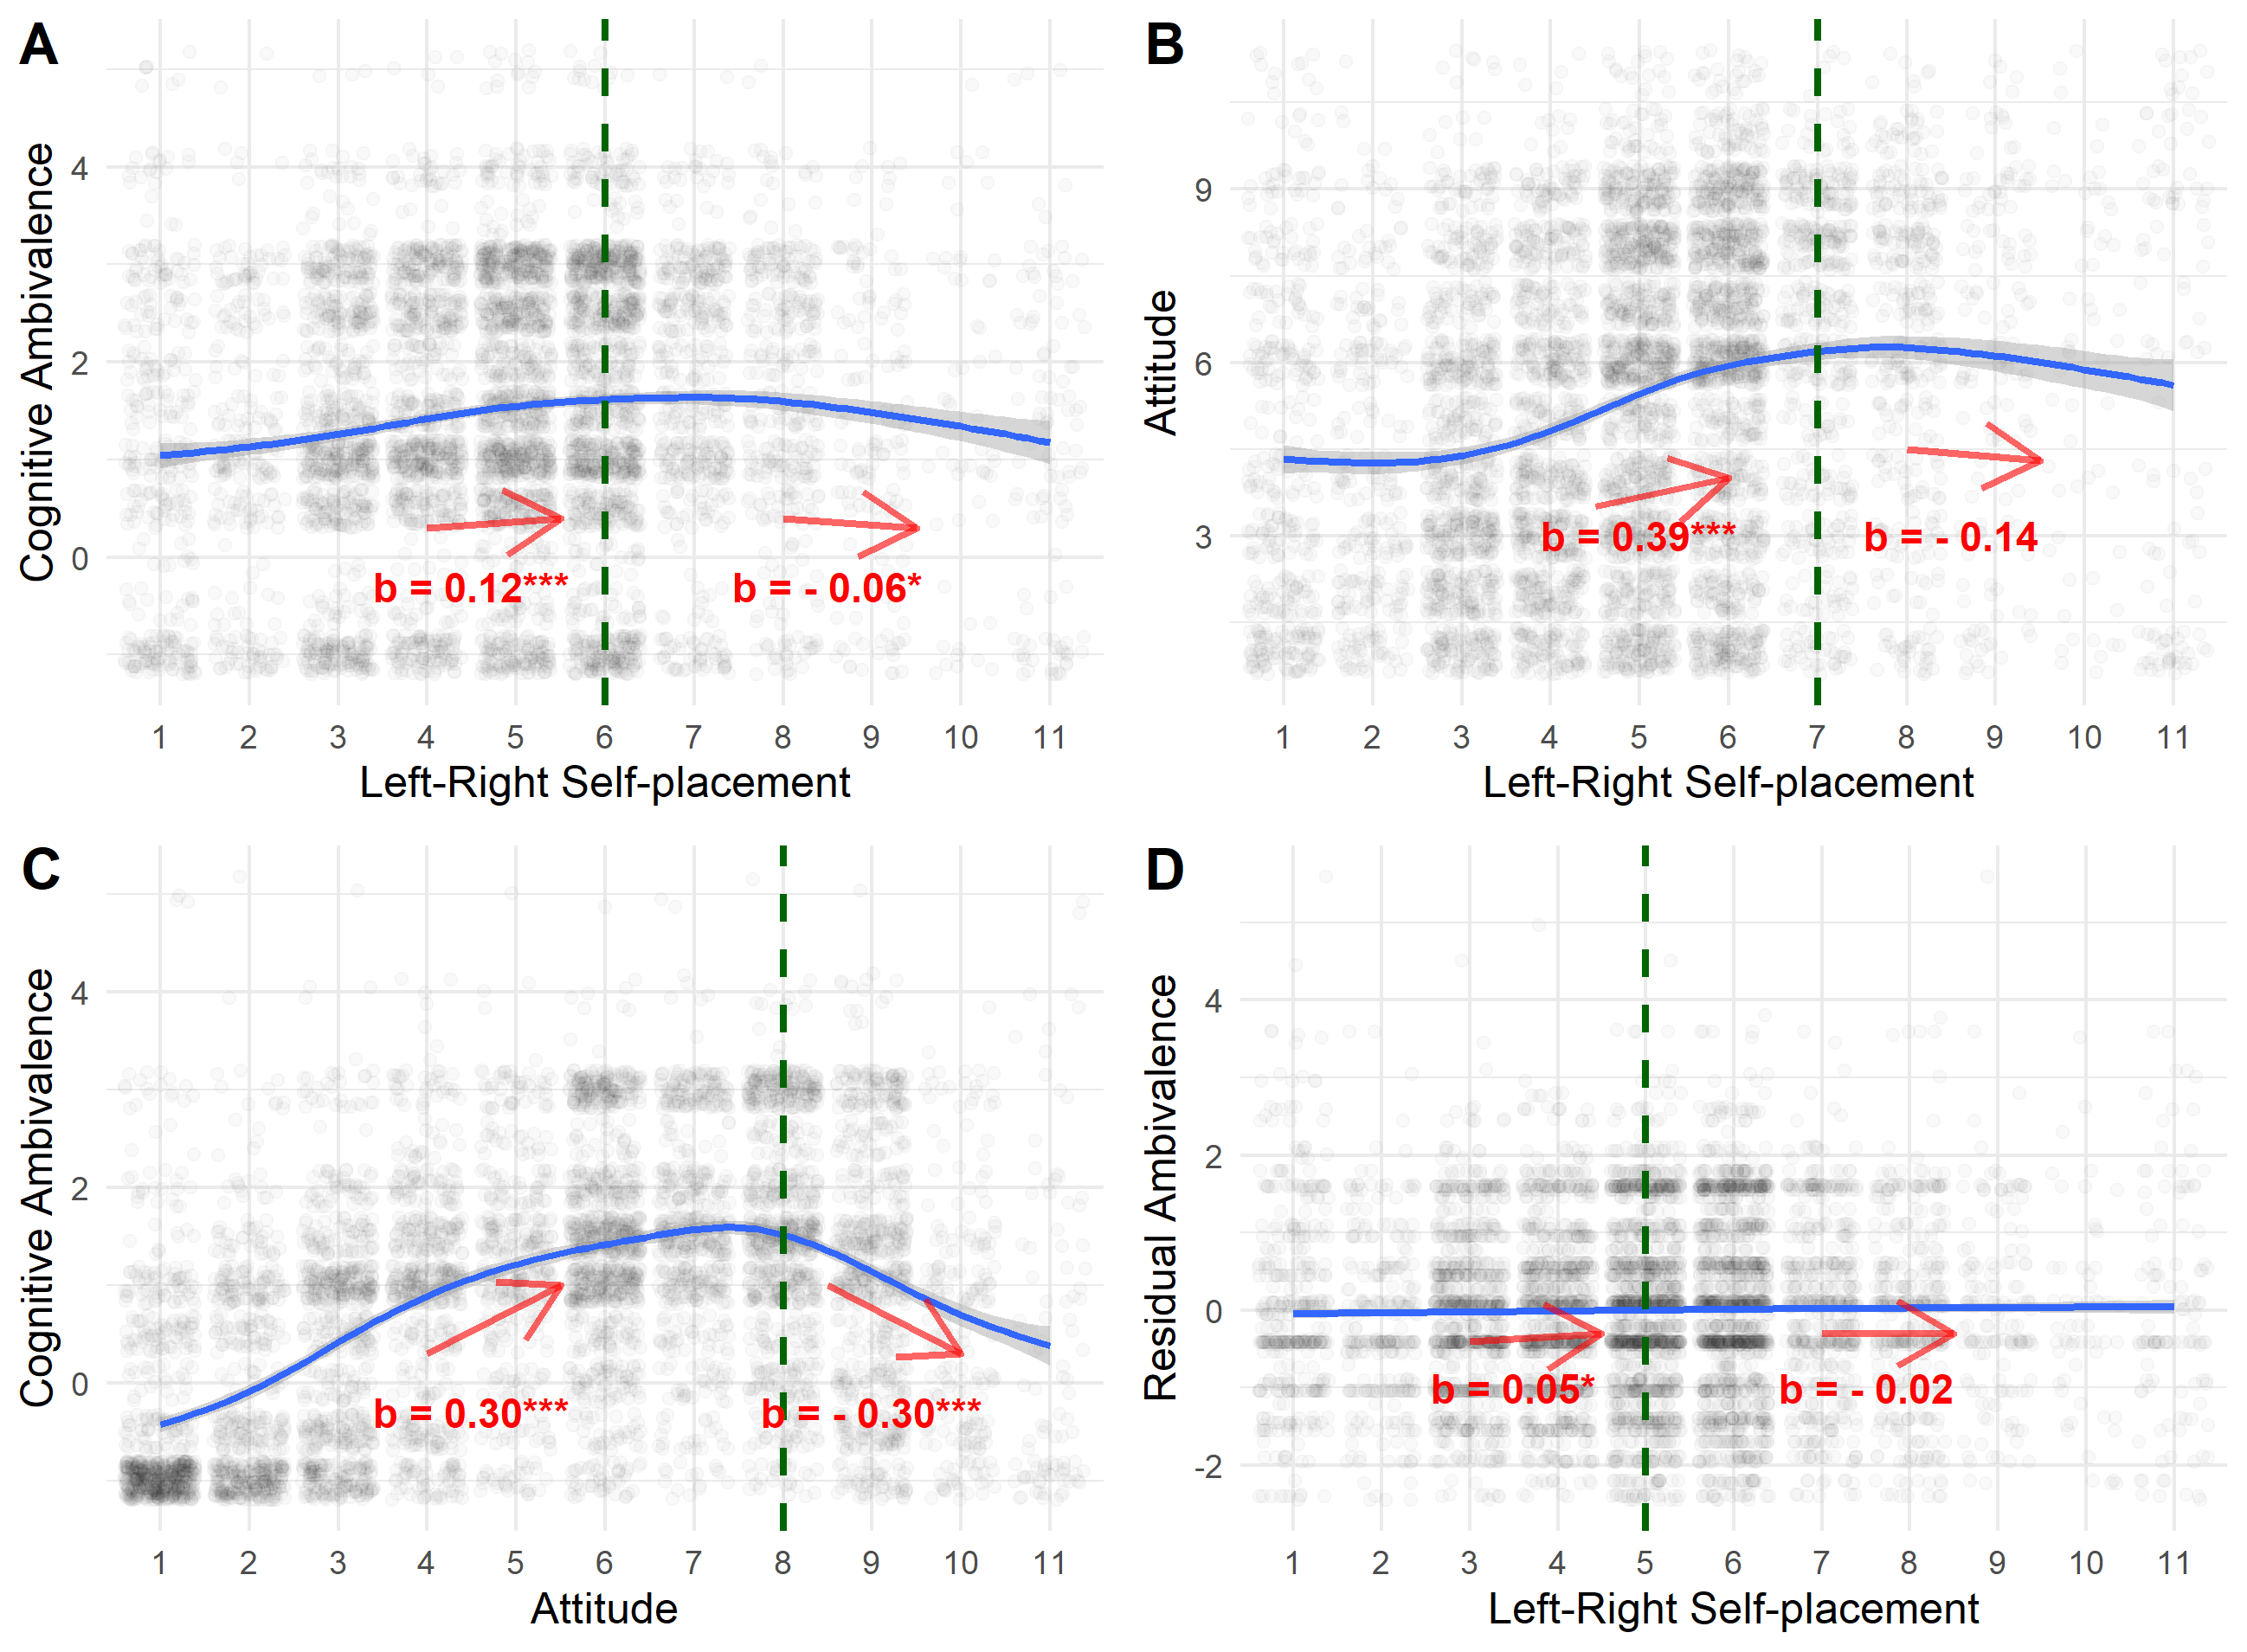 A
Cognitive Ambivalence
4
2
0
b = 0.12***
b = - 0.06*
1 2 3 4 5 6 7 8 9 10 11
Left-Right Self-placement
B
Attitude
9
6
3
b = 0.39***
b = - 0.14
1 2 3 4 5 6 7 8 9 10 11
Left-Right Self-placement
C
Cognitive Ambivalence
4
2
0
b = 0.30***
b = - 0.30***
1 2 3 4 5 6 7 8 9 10 11
Attitude
D
Residual Ambivalence
4
2
0
-2
b = 0.05*
b = - 0.02
1 2 3 4 5 6 7 8 9 10 11
Left-Right Self-placement